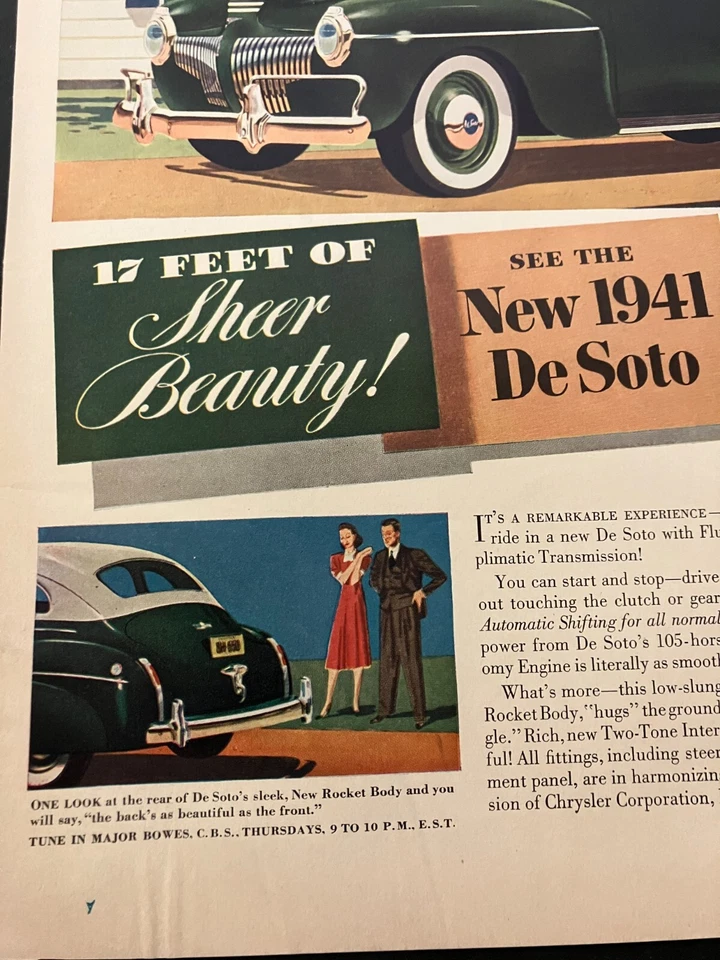 17 FEET OF
Sheer
Beauty!
SEE THE
New 1941
De Soto
IT'S A REMARKABLE EXPERIENCE—
ride in a new De Soto with Flu
plimatic Transmission!
You can start and stop—drive
out touching the clutch or gear
Automatic Shifting for all normal
power from De Soto's 105-hors
omy Engine is literally as smooth
What's more—this low-slung
Rocket Body, "hugs" the ground
gle." Rich, new Two-Tone Inter
ful! All fittings, including steer
ment panel, are in harmonizin
sion of Chrysler Corporation,
ONE LOOK at the rear of De Soto's sleek, New Rocket Body and you
will say, "the back's as beautiful as the front."
TUNE IN MAJOR BOWES, C.B.S., THURSDAYS, 9 TO 10 P.M., E.S.T.